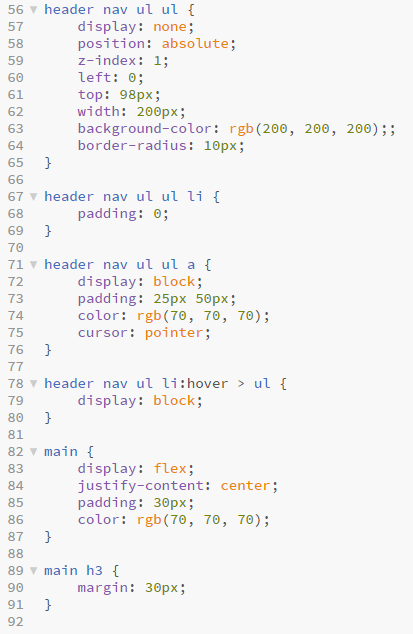 56 header nav ul ul {
57     display: none;
58     position: absolute;
59     z-index: 1;
60     left: 0;
61     top: 98px;
62     width: 200px;
63     background-color: rgb(200, 200, 200);;
64     border-radius: 10px;
65 }
66
67 header nav ul ul li {
68     padding: 0;
69 }
70
71 header nav ul ul a {
72     display: block;
73     padding: 25px 50px;
74     color: rgb(70, 70, 70);
75     cursor: pointer;
76 }
77
78 header nav ul li:hover > ul {
79     display: block;
80 }
81
82 main {
83     display: flex;
84     justify-content: center;
85     padding: 30px;
86     color: rgb(70, 70, 70);
87 }
88
89 main h3 {
90     margin: 30px;
91 }
92